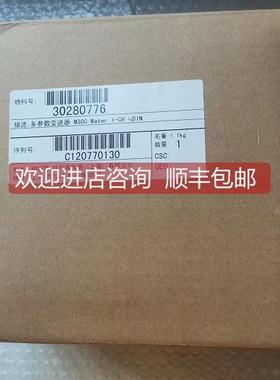 物料号:
30280776
描述: 多参数变送器 M300 Water 1-CH ¼DIN
序列号:
C120770130
毛重: 1.1kg
数量 1
CSC:
GEO:
欢迎进店咨询 顺丰包邮